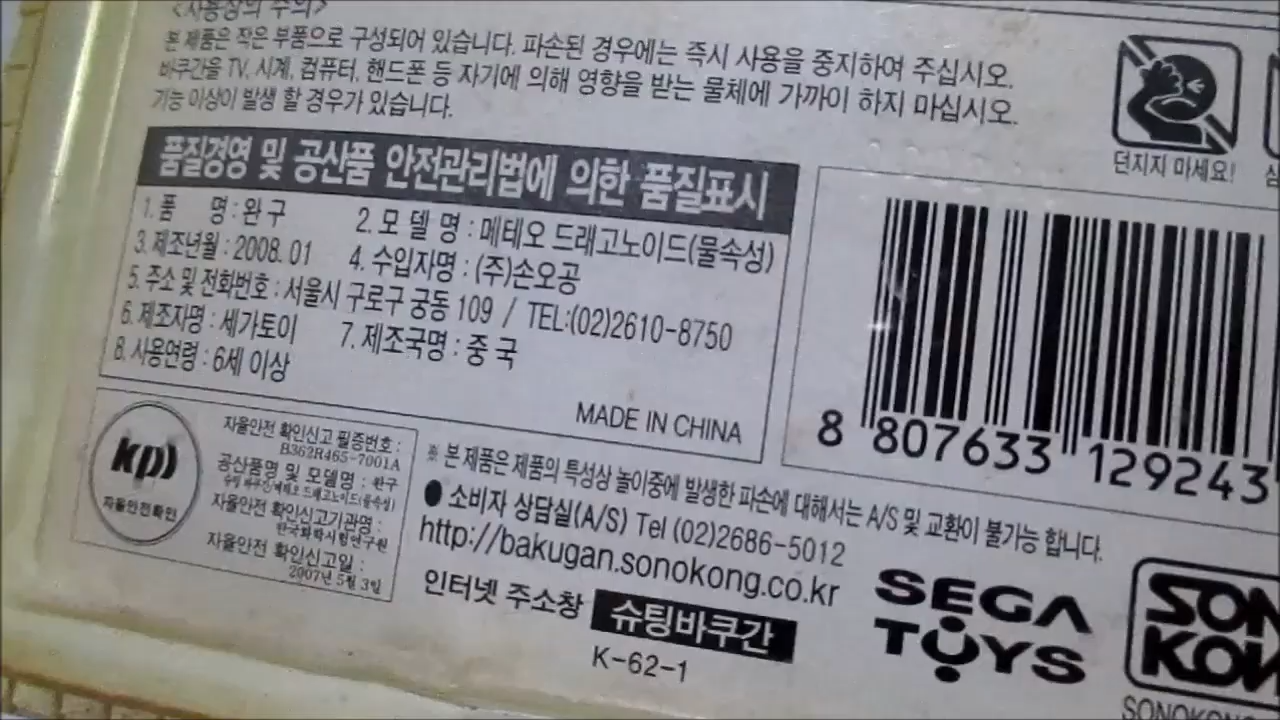 <사용상의 주의>
본 제품은 작은 부품으로 구성되어 있습니다. 파손된 경우에는 즉시 사용을 중지하여 주십시오.
바쿠간을 TV, 시계, 컴퓨터, 핸드폰 등 자기에 의해 영향을 받는 물체에 가까이 하지 마십시오.
기능 이상이 발생 할 경우가 있습니다.
던지지 마세요!
품질경영 및 공산품 안전관리법에 의한 품질표시
1. 품 명 : 완 구 2. 모 델 명 : 메테오 드래고노이드(물속성)
3. 제조년월 : 2008. 01 4. 수입자명 : (주)손오공
5. 주소 및 전화번호 : 서울시 구로구 궁동 109 / TEL:(02)2610-8750
6. 제조자명 : 세가토이 7. 제조국명 : 중 국
8. 사용연령 : 6세 이상
MADE IN CHINA
8 807633 129243
kps
자율안전확인
자율안전 확인신고 필증번호 :
B362R465-7001A
공산품명 및 모델명 : 완구
슈팅 바쿠간 메테오 드래고노이드(물속성)
자율안전 확인신고기관명 :
한국화학시험연구원
자율안전 확인신고일 :
2007년 5월 3일
※ 본 제품은 제품의 특성상 놀이중에 발생한 파손에 대해서는 A/S 및 교환이 불가능 합니다.
● 소비자 상담실(A/S) Tel (02)2686-5012
http://bakugan.sonokong.co.kr
인터넷 주소창 슈팅바쿠간
K-62-1
SEGA
TOYS